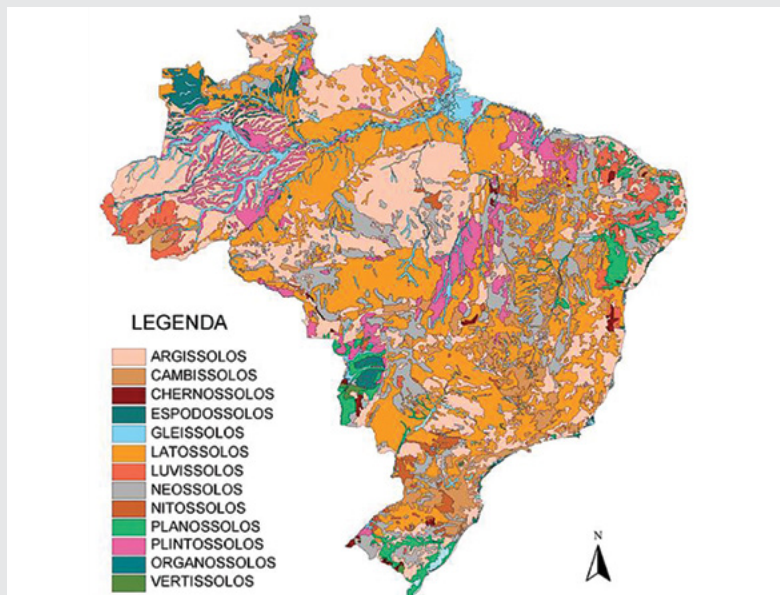 LEGENDA
ARGISSOLOS
CAMBISSOLOS
CHERNOSSOLOS
ESPODOSSOLOS
GLEISSOLOS
LATOSSOLOS
LUVISSOLOS
NEOSSOLOS
NITOSSOLOS
PLANOSSOLOS
PLINTOSSOLOS
ORGANOSSOLOS
VERTISSOLOS
N